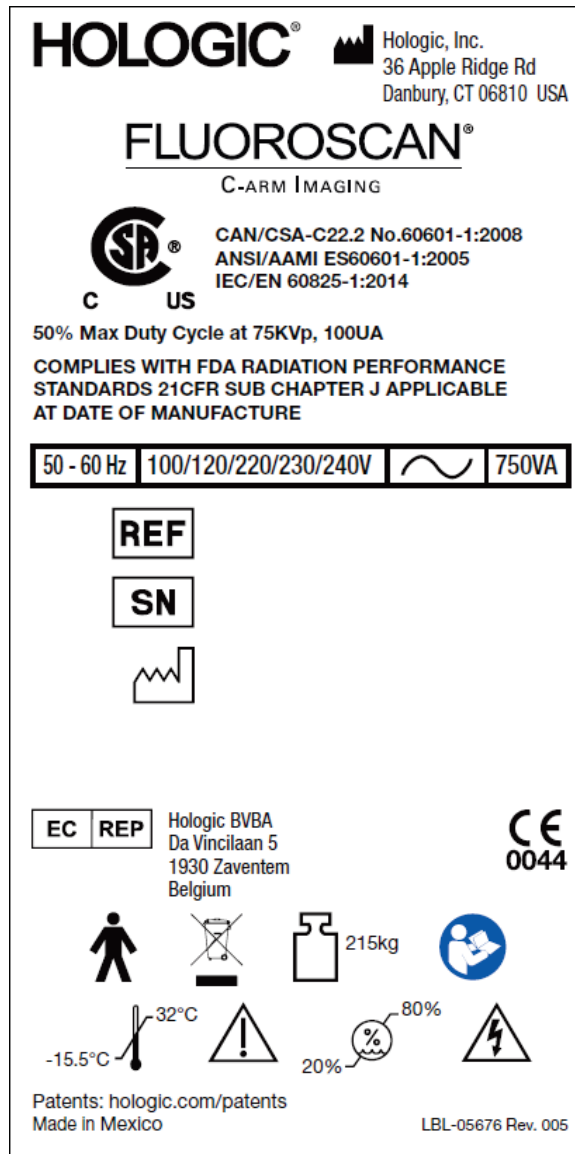 HOLOGIC®
Hologic, Inc.
36 Apple Ridge Rd
Danbury, CT 06810 USA
FLUOROSCAN®
C-ARM IMAGING
CSA ®
C US
CAN/CSA-C22.2 No.60601-1:2008
ANSI/AAMI ES60601-1:2005
IEC/EN 60825-1:2014
50% Max Duty Cycle at 75KVp, 100UA
COMPLIES WITH FDA RADIATION PERFORMANCE
STANDARDS 21CFR SUB CHAPTER J APPLICABLE
AT DATE OF MANUFACTURE
50 - 60 Hz 100/120/220/230/240V 750VA
REF
SN
EC REP
Hologic BVBA
Da Vincilaan 5
1930 Zaventem
Belgium
CE
0044
215kg
32°C
-15.5°C
!
%
80%
20%
Patents: hologic.com/patents
Made in Mexico
LBL-05676 Rev. 005